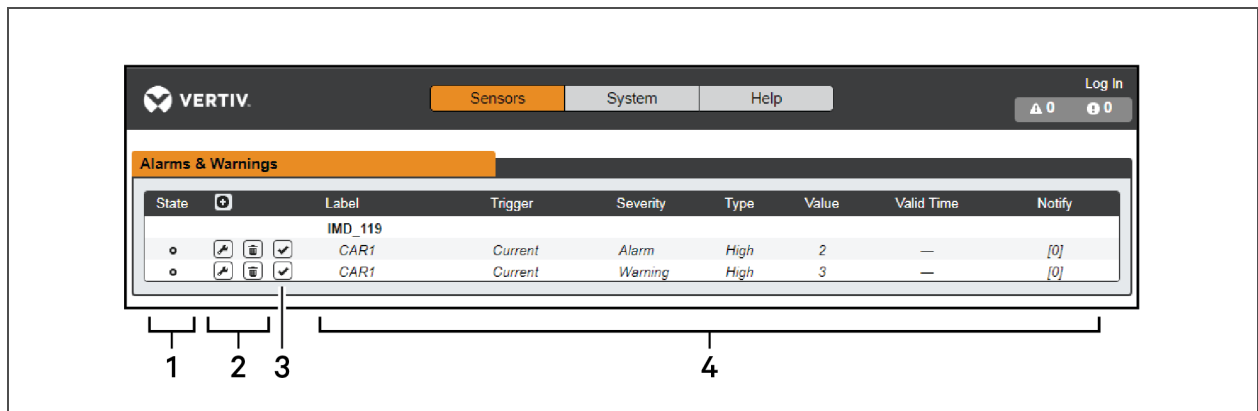 VERTIV.
Sensors System Help
Log In
0 0
Alarms & Warnings
State Label Trigger Severity Type Value Valid Time Notify
IMD_119
CAR1 Current Alarm High 2 — [0]
CAR1 Current Warning High 3 — [0]
1 2 3 4